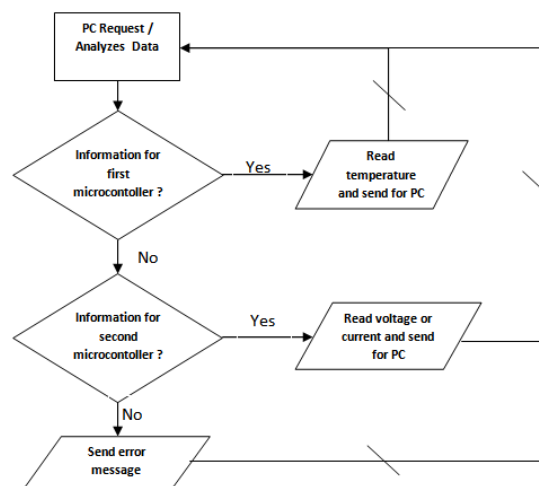 PC Request /
Analyzes Data
Information for
first
microcontoller ?
Yes
Read
temperature
and send for PC
No
Information for
second
microcontoller ?
Yes
Read voltage or
current and send
for PC
No
Send error
message